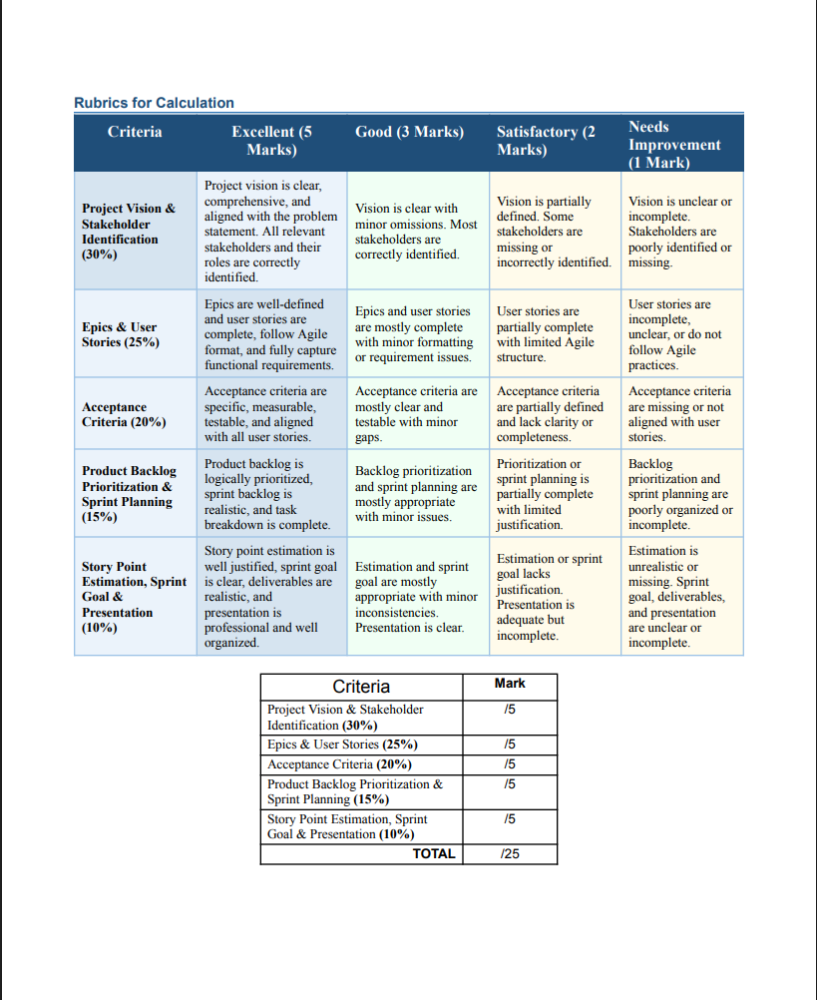 Rubrics for Calculation
Criteria
Excellent (5
Marks)
Good (3 Marks)
Satisfactory (2
Marks)
Needs
Improvement
(1 Mark)
Project Vision &
Stakeholder
Identification
(30%)
Project vision is clear,
comprehensive, and
aligned with the problem
statement. All relevant
stakeholders and their
roles are correctly
identified.
Vision is clear with
minor omissions. Most
stakeholders are
correctly identified.
Vision is partially
defined. Some
stakeholders are
missing or
incorrectly identified.
Vision is unclear or
incomplete.
Stakeholders are
poorly identified or
missing.
Epics & User
Stories (25%)
Epics are well-defined
and user stories are
complete, follow Agile
format, and fully capture
functional requirements.
Epics and user stories
are mostly complete
with minor formatting
or requirement issues.
User stories are
partially complete
with limited Agile
structure.
User stories are
incomplete,
unclear, or do not
follow Agile
practices.
Acceptance
Criteria (20%)
Acceptance criteria are
specific, measurable,
testable, and aligned
with all user stories.
Acceptance criteria are
mostly clear and
testable with minor
gaps.
Acceptance criteria
are partially defined
and lack clarity or
completeness.
Acceptance criteria
are missing or not
aligned with user
stories.
Product Backlog
Prioritization &
Sprint Planning
(15%)
Product backlog is
logically prioritized,
sprint backlog is
realistic, and task
breakdown is complete.
Backlog prioritization
and sprint planning are
mostly appropriate
with minor issues.
Prioritization or
sprint planning is
partially complete
with limited
justification.
Backlog
prioritization and
sprint planning are
poorly organized or
incomplete.
Story Point
Estimation, Sprint
Goal &
Presentation
(10%)
Story point estimation is
well justified, sprint goal
is clear, deliverables are
realistic, and
presentation is
professional and well
organized.
Estimation and sprint
goal are mostly
appropriate with minor
inconsistencies.
Presentation is clear.
Estimation or sprint
goal lacks
justification.
Presentation is
adequate but
incomplete.
Estimation is
unrealistic or
missing. Sprint
goal, deliverables,
and presentation
are unclear or
incomplete.
Criteria
Mark
Project Vision & Stakeholder
Identification (30%)
/5
Epics & User Stories (25%)
/5
Acceptance Criteria (20%)
/5
Product Backlog Prioritization &
Sprint Planning (15%)
/5
Story Point Estimation, Sprint
Goal & Presentation (10%)
/5
TOTAL
/25